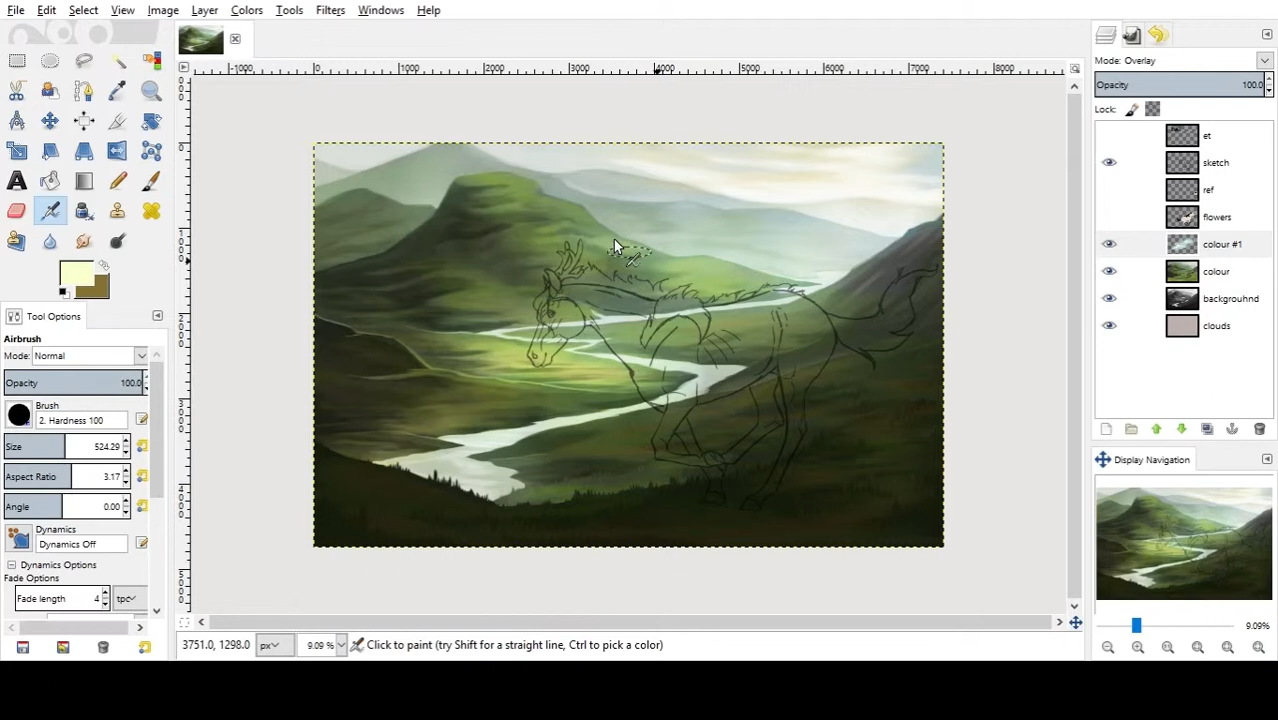 File Edit Select View Image Layer Colors Tools Filters Windows Help
-1000 0 1000 2000 3000 4000 5000 6000 7000 8000
Mode: Overlay
Opacity 100.0
Lock:
et
sketch
ref
flowers
colour #1
colour
backgrouhnd
clouds
Tool Options
Airbrush
Mode: Normal
Opacity 100.0
Brush
2. Hardness 100
Size 524.29
Aspect Ratio 3.17
Angle 0.00
Dynamics
Dynamics Off
Dynamics Options
Fade Options
Fade length 4 tpc
Display Navigation
9.09%
3751.0, 1298.0 px 9.09 % Click to paint (try Shift for a straight line, Ctrl to pick a color)